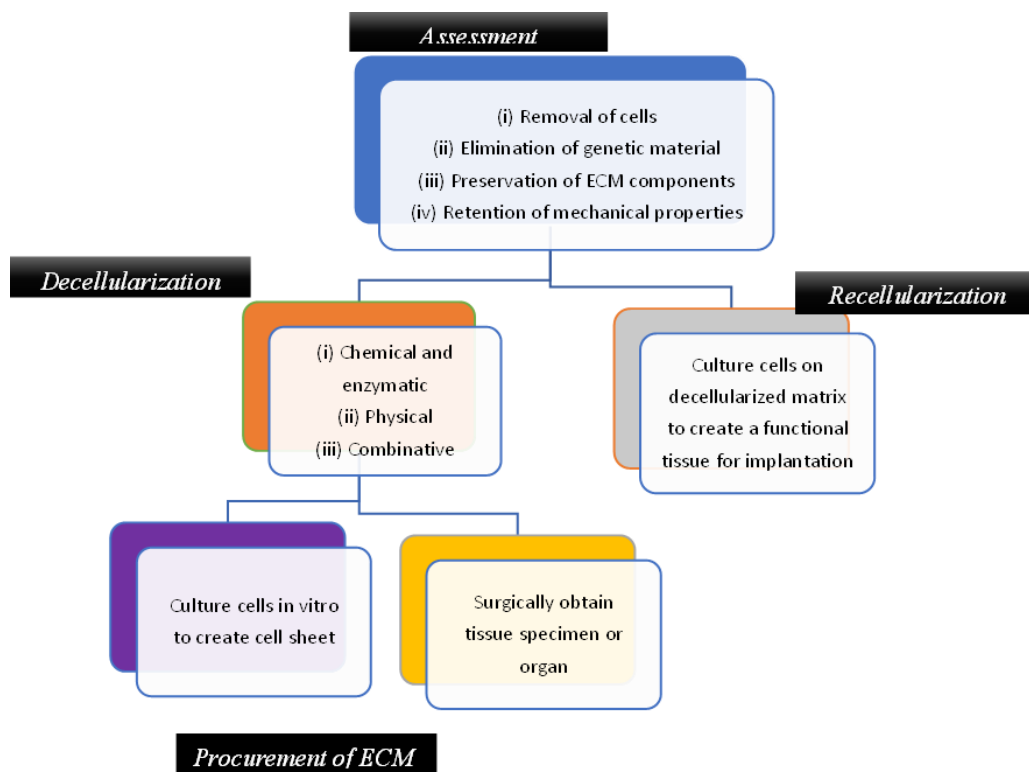 Assessment
(i) Removal of cells
(ii) Elimination of genetic material
(iii) Preservation of ECM components
(iv) Retention of mechanical properties
Decellularization
(i) Chemical and
enzymatic
(ii) Physical
(iii) Combinative
Recellularization
Culture cells on
decellularized matrix
to create a functional
tissue for implantation
Culture cells in vitro
to create cell sheet
Surgically obtain
tissue specimen or
organ
Procurement of ECM